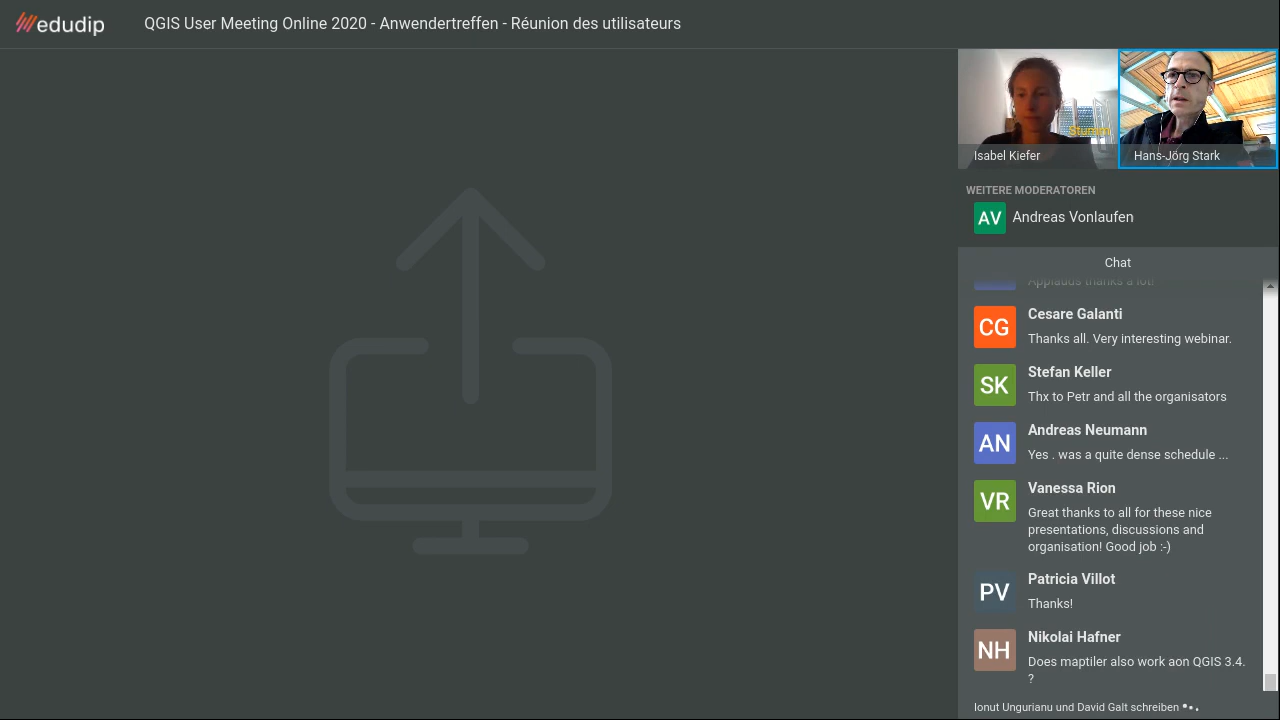 edudip
QGIS User Meeting Online 2020 - Anwendertreffen - Réunion des utilisateurs
Stumm
Isabel Kiefer
Hans-Jörg Stark
WEITERE MODERATOREN
AV
Andreas Vonlaufen
Chat
Applauds thanks a lot!
CG
Cesare Galanti
Thanks all. Very interesting webinar.
SK
Stefan Keller
Thx to Petr and all the organisators
AN
Andreas Neumann
Yes . was a quite dense schedule ...
VR
Vanessa Rion
Great thanks to all for these nice
presentations, discussions and
organisation! Good job :-)
PV
Patricia Villot
Thanks!
NH
Nikolai Hafner
Does maptiler also work aon QGIS 3.4.
?
Ionut Ungurianu und David Galt schreiben